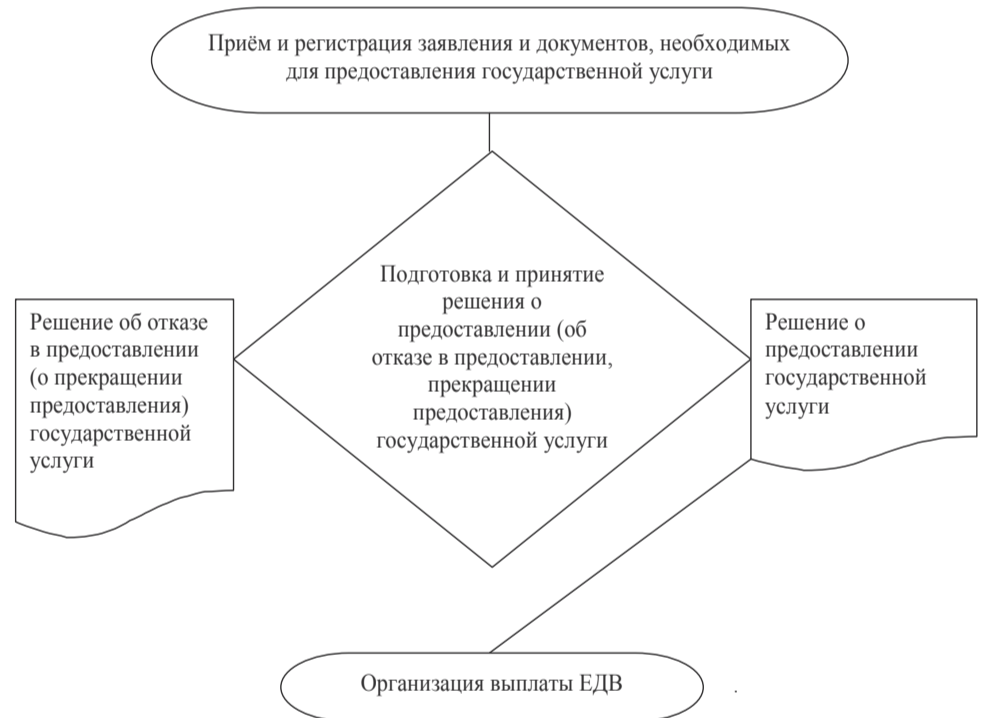 Приём и регистрация заявления и документов, необходимых
для предоставления государственной услуги
Подготовка и принятие
решения о
предоставлении (об
отказе в предоставлении,
прекращении
предоставления)
государственной услуги
Решение об отказе
в предоставлении
(о прекращении
предоставления)
государственной
услуги
Решение о
предоставлении
государственной
услуги
Организация выплаты ЕДВ
.